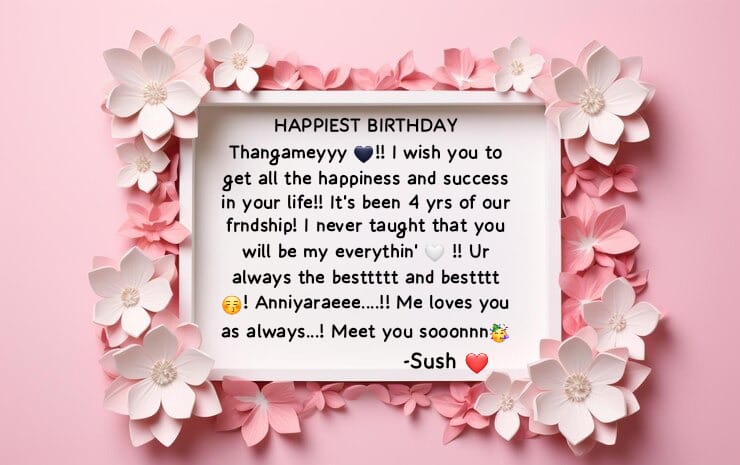 HAPPIEST BIRTHDAY
Thangameyyy 🖤!! I wish you to
get all the happiness and success
in your life!! It's been 4 yrs of our
frndship! I never taught that you
will be my everythin' 🤍 !! Ur
always the besttttt and bestttt
😚! Anniyaraeee....!! Me loves you
as always...! Meet you sooonnn🥳
-Sush ❤️